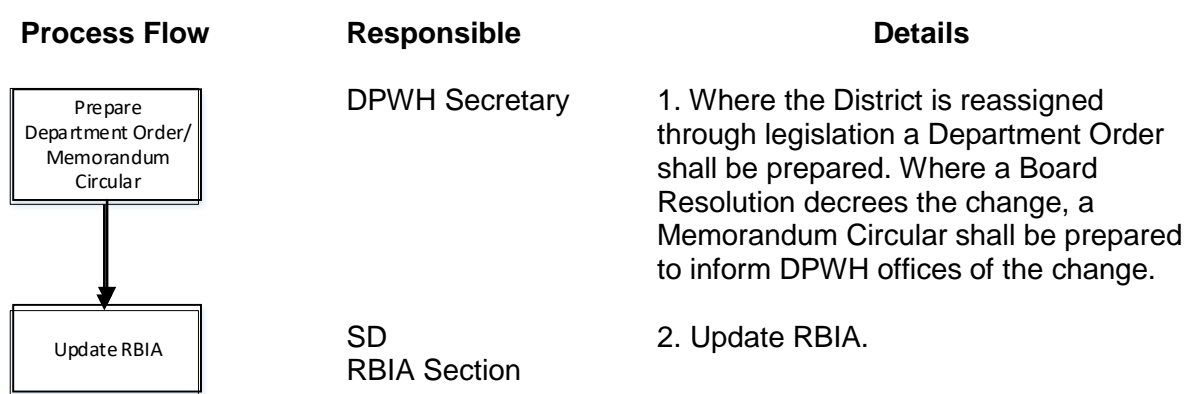 Process Flow Responsible Details
Prepare
Department Order/
Memorandum
Circular
DPWH Secretary
1. Where the District is reassigned
through legislation a Department Order
shall be prepared. Where a Board
Resolution decrees the change, a
Memorandum Circular shall be prepared
to inform DPWH offices of the change.
Update RBIA
SD
RBIA Section
2. Update RBIA.